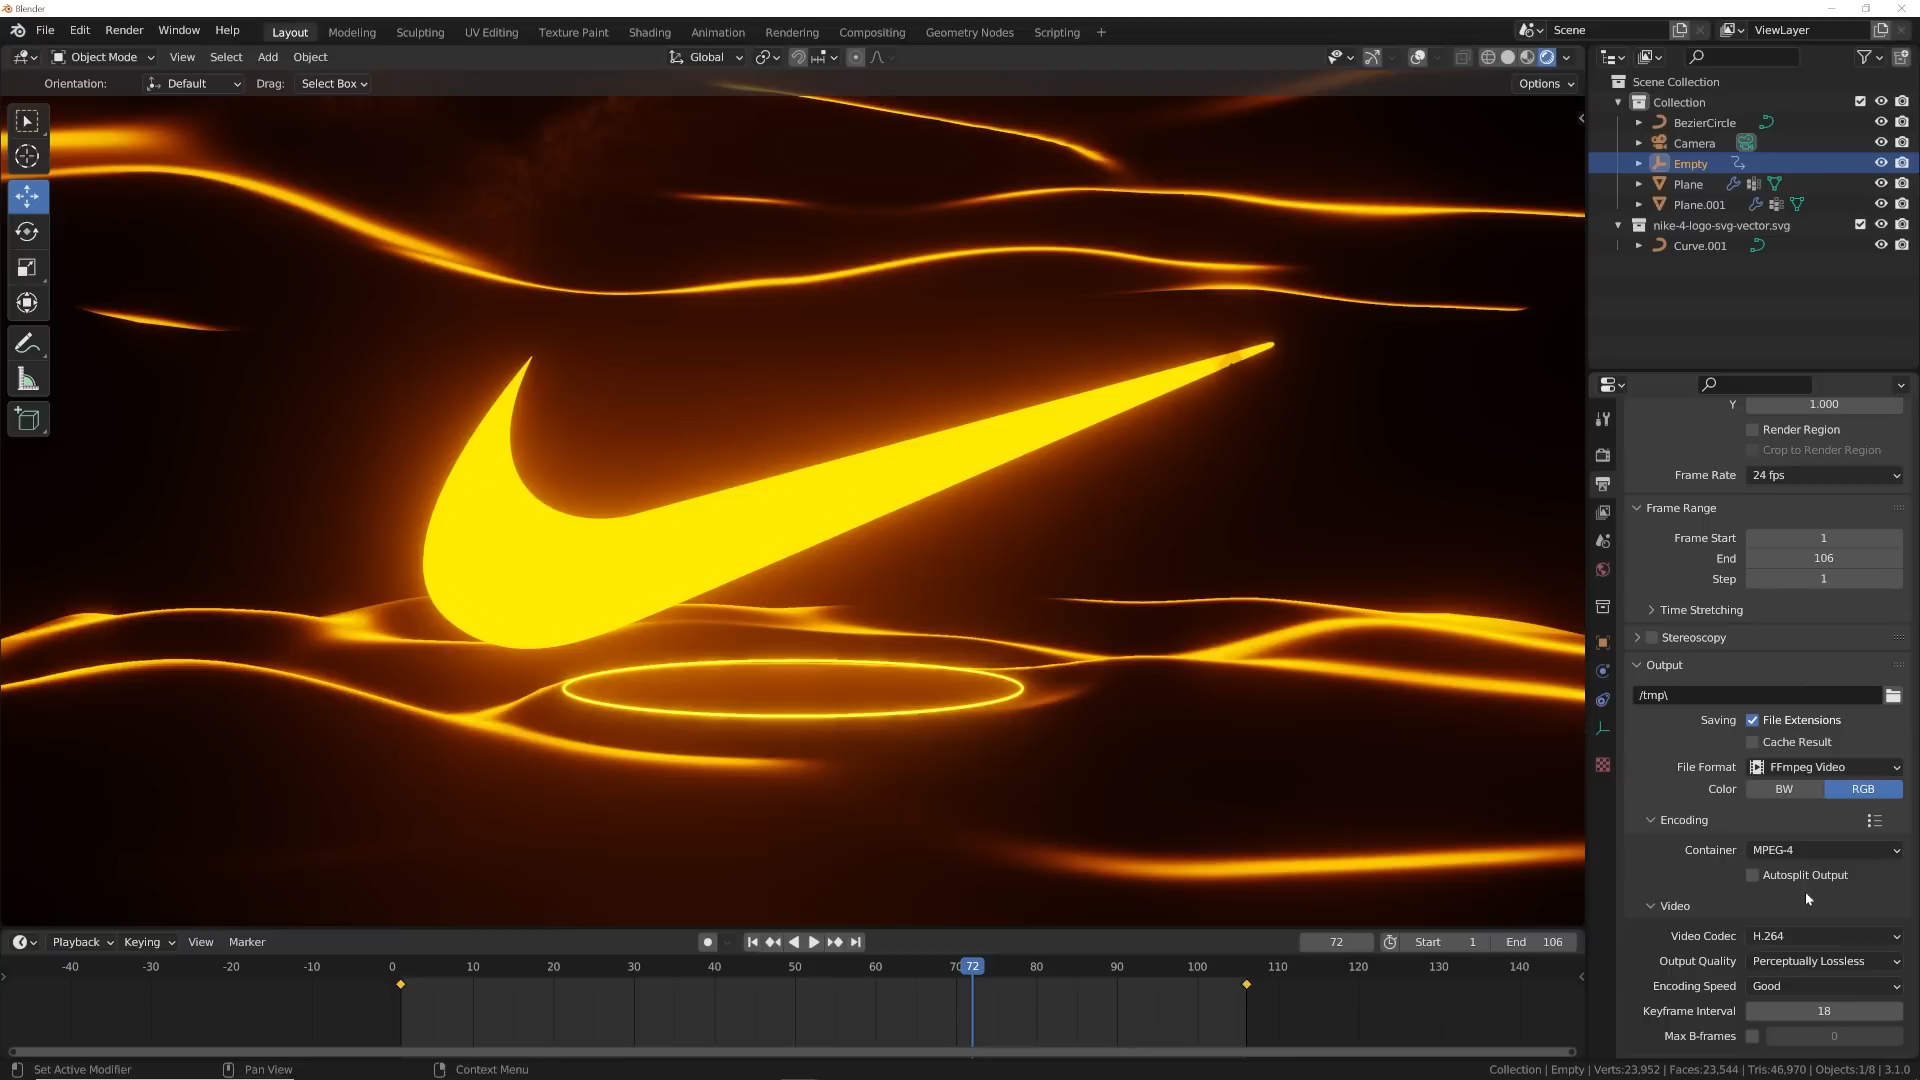 Blender
File Edit Render Window Help Layout Modeling Sculpting UV Editing Texture Paint Shading Animation Rendering Compositing Geometry Nodes Scripting + Scene ViewLayer
Object Mode View Select Add Object Global
Orientation: Default Drag: Select Box Options
Scene Collection
Collection
BezierCircle
Camera
Empty
Plane
Plane.001
nike-4-logo-svg-vector.svg
Curve.001
Y 1.000
Render Region
Crop to Render Region
Frame Rate 24 fps
Frame Range
Frame Start 1
End 106
Step 1
Time Stretching
Stereoscopy
Output
/tmp\
Saving File Extensions
Cache Result
File Format FFmpeg Video
Color BW RGB
Encoding
Container MPEG-4
Autosplit Output
Video
Video Codec H.264
Output Quality Perceptually Lossless
Encoding Speed Good
Keyframe Interval 18
Max B-frames 0
Playback Keying View Marker 72 Start 1 End 106
-40 -30 -20 -10 0 10 20 30 40 50 60 70 72 80 90 100 110 120 130 140
Set Active Modifier Pan View Context Menu Collection | Empty | Verts:23,952 | Faces:23,544 | Tris:46,970 | Objects:1/8 | 3.1.0